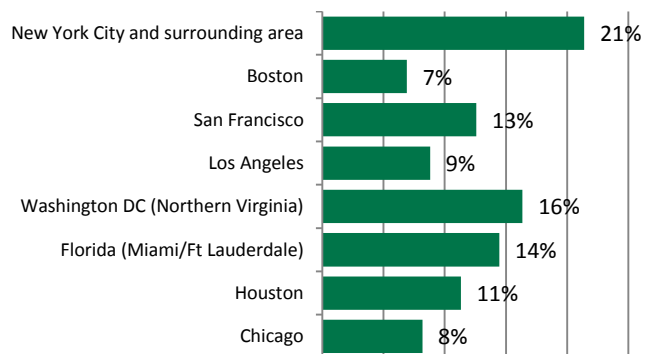 New York City and surrounding area 21%
Boston 7%
San Francisco 13%
Los Angeles 9%
Washington DC (Northern Virginia) 16%
Florida (Miami/Ft Lauderdale) 14%
Houston 11%
Chicago 8%